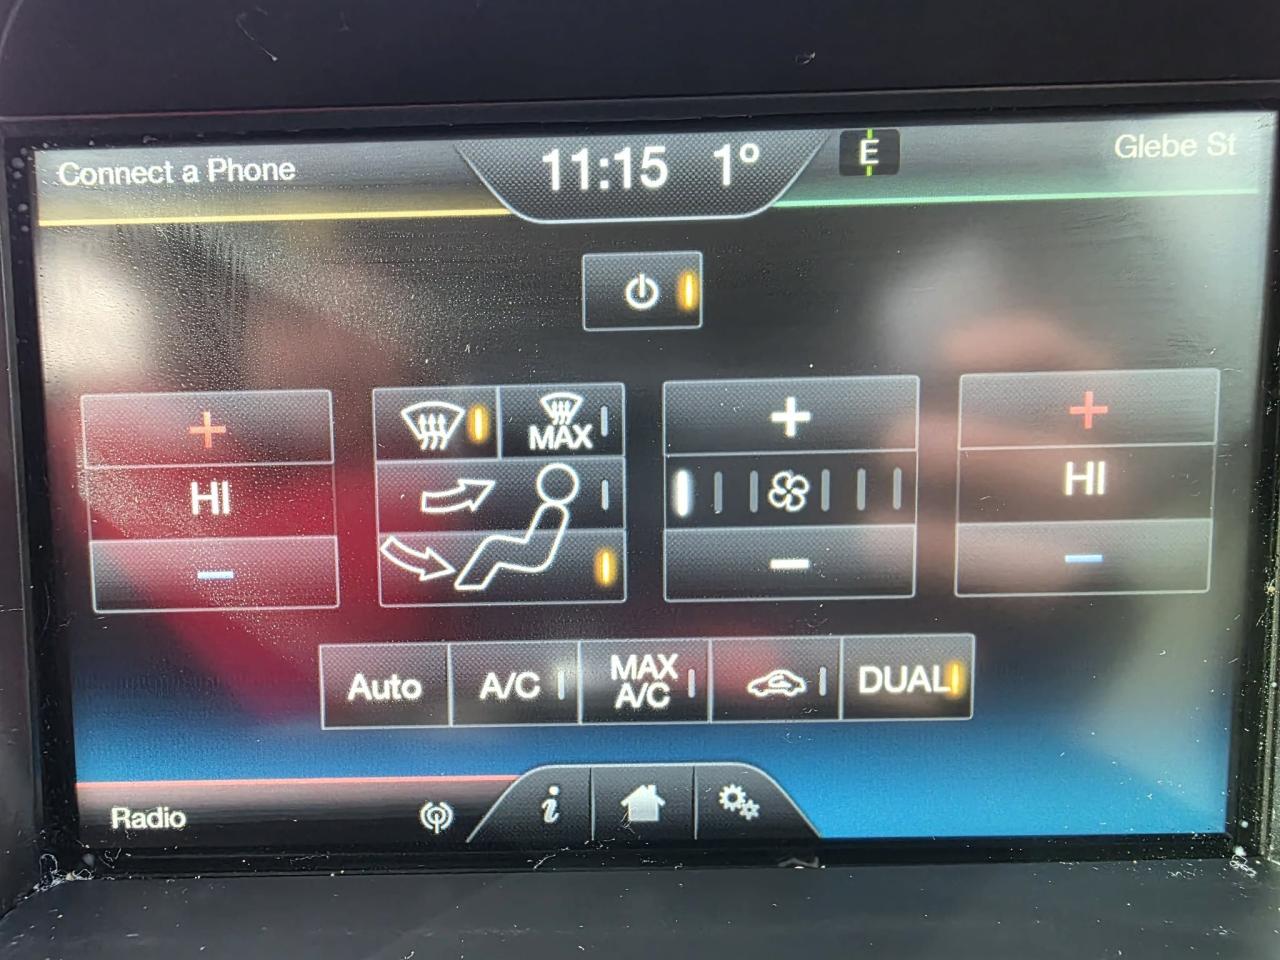 Connect a Phone
11:15 1°
E
Glebe St
MAX
HI
HI
Auto
A/C
MAX
A/C
DUAL
Radio
i